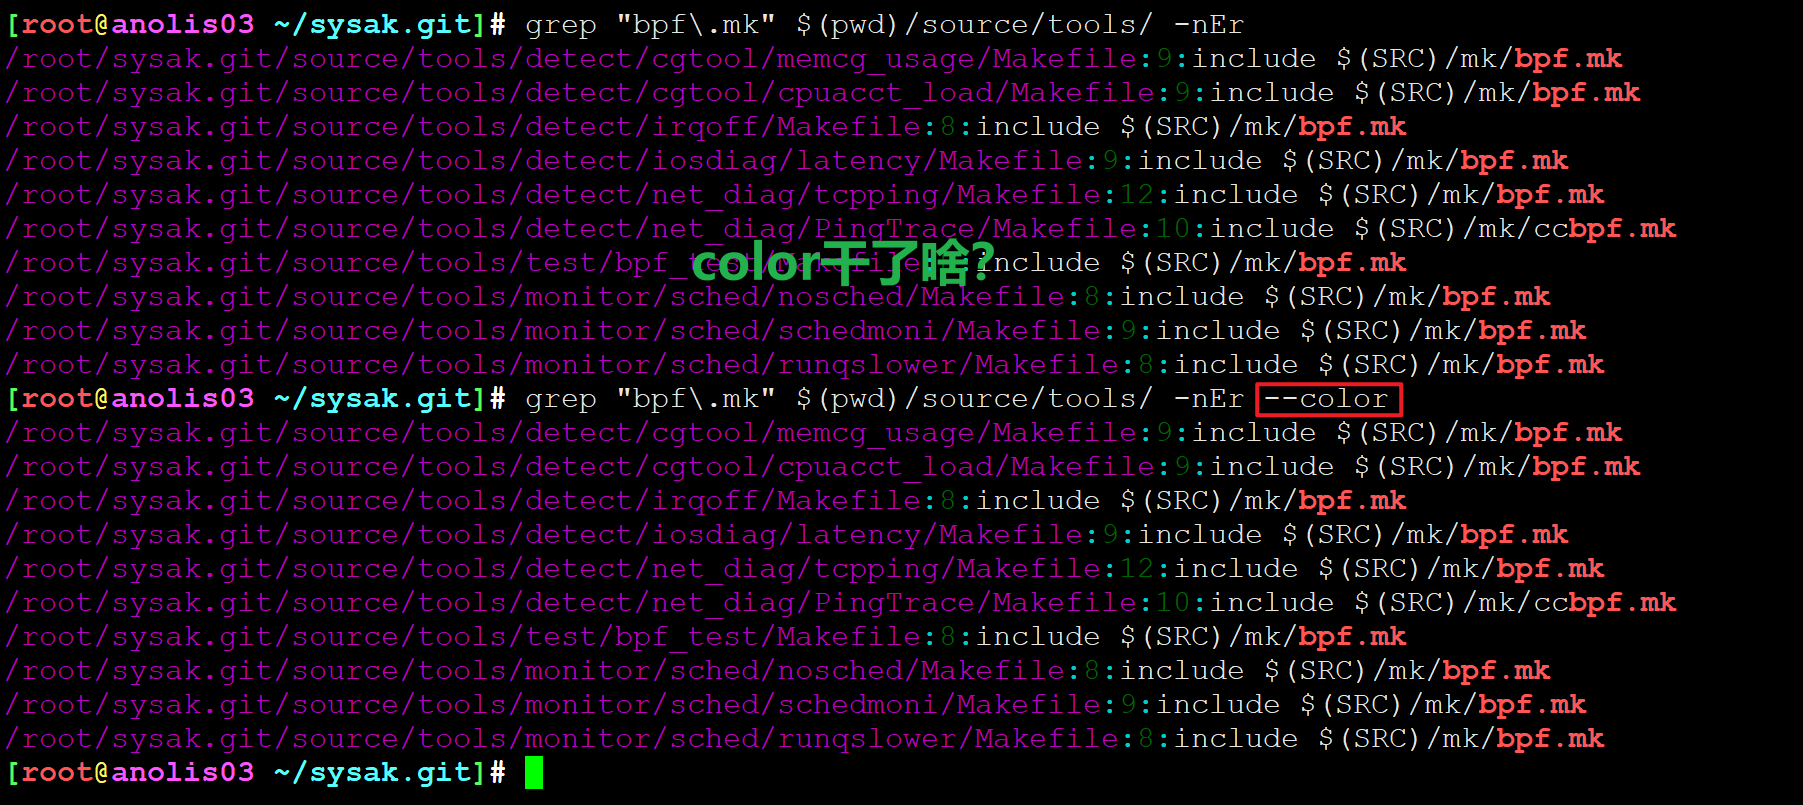 [root@anolis03 ~/sysak.git]# grep "bpf\.mk" $(pwd)/source/tools/ -nEr
/root/sysak.git/source/tools/detect/cgtool/memcg_usage/Makefile:9:include $(SRC)/mk/bpf.mk
/root/sysak.git/source/tools/detect/cgtool/cpuacct_load/Makefile:9:include $(SRC)/mk/bpf.mk
/root/sysak.git/source/tools/detect/irqoff/Makefile:8:include $(SRC)/mk/bpf.mk
/root/sysak.git/source/tools/detect/iosdiag/latency/Makefile:9:include $(SRC)/mk/bpf.mk
/root/sysak.git/source/tools/detect/net_diag/tcpping/Makefile:12:include $(SRC)/mk/bpf.mk
/root/sysak.git/source/tools/detect/net_diag/PingTrace/Makefile:10:include $(SRC)/mk/ccbpf.mk
color干了啥?
/root/sysak.git/source/tools/test/bpf_test/Makefile:8:include $(SRC)/mk/bpf.mk
/root/sysak.git/source/tools/monitor/sched/nosched/Makefile:8:include $(SRC)/mk/bpf.mk
/root/sysak.git/source/tools/monitor/sched/schedmoni/Makefile:9:include $(SRC)/mk/bpf.mk
/root/sysak.git/source/tools/monitor/sched/runqslower/Makefile:8:include $(SRC)/mk/bpf.mk
[root@anolis03 ~/sysak.git]# grep "bpf\.mk" $(pwd)/source/tools/ -nEr --color
/root/sysak.git/source/tools/detect/cgtool/memcg_usage/Makefile:9:include $(SRC)/mk/bpf.mk
/root/sysak.git/source/tools/detect/cgtool/cpuacct_load/Makefile:9:include $(SRC)/mk/bpf.mk
/root/sysak.git/source/tools/detect/irqoff/Makefile:8:include $(SRC)/mk/bpf.mk
/root/sysak.git/source/tools/detect/iosdiag/latency/Makefile:9:include $(SRC)/mk/bpf.mk
/root/sysak.git/source/tools/detect/net_diag/tcpping/Makefile:12:include $(SRC)/mk/bpf.mk
/root/sysak.git/source/tools/detect/net_diag/PingTrace/Makefile:10:include $(SRC)/mk/ccbpf.mk
/root/sysak.git/source/tools/test/bpf_test/Makefile:8:include $(SRC)/mk/bpf.mk
/root/sysak.git/source/tools/monitor/sched/nosched/Makefile:8:include $(SRC)/mk/bpf.mk
/root/sysak.git/source/tools/monitor/sched/schedmoni/Makefile:9:include $(SRC)/mk/bpf.mk
/root/sysak.git/source/tools/monitor/sched/runqslower/Makefile:8:include $(SRC)/mk/bpf.mk
[root@anolis03 ~/sysak.git]#